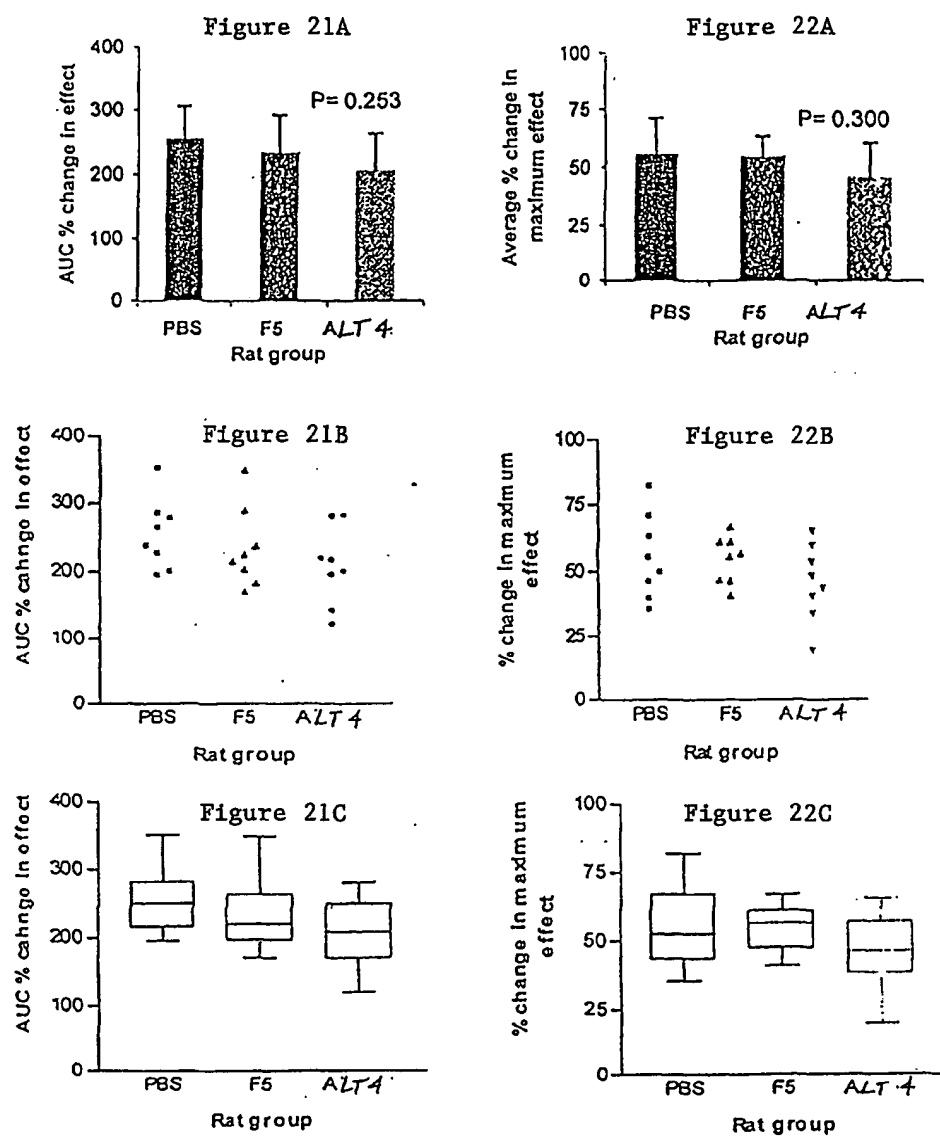 Figure 21A
AUC % change in effect
400
300
200
100
0
P= 0.253
PBS F5 ALT 4
Rat group
Figure 22A
Average % change in
maximum effect
100
75
50
25
0
P= 0.300
PBS F5 ALT 4
Rat group
Figure 21B
AUC % cahngo in offoct
400
300
200
100
0
PBS F5 ALT 4
Rat group
Figure 22B
% change in maximum
effect
100
75
50
25
0
PBS F5 ALT 4
Rat group
Figure 21C
AUC % cahngo in offoct
400
300
200
100
0
PBS F5 ALT 4
Rat group
Figure 22C
% change in maximum
effect
100
75
50
25
0
PBS F5 ALT 4
Rat group